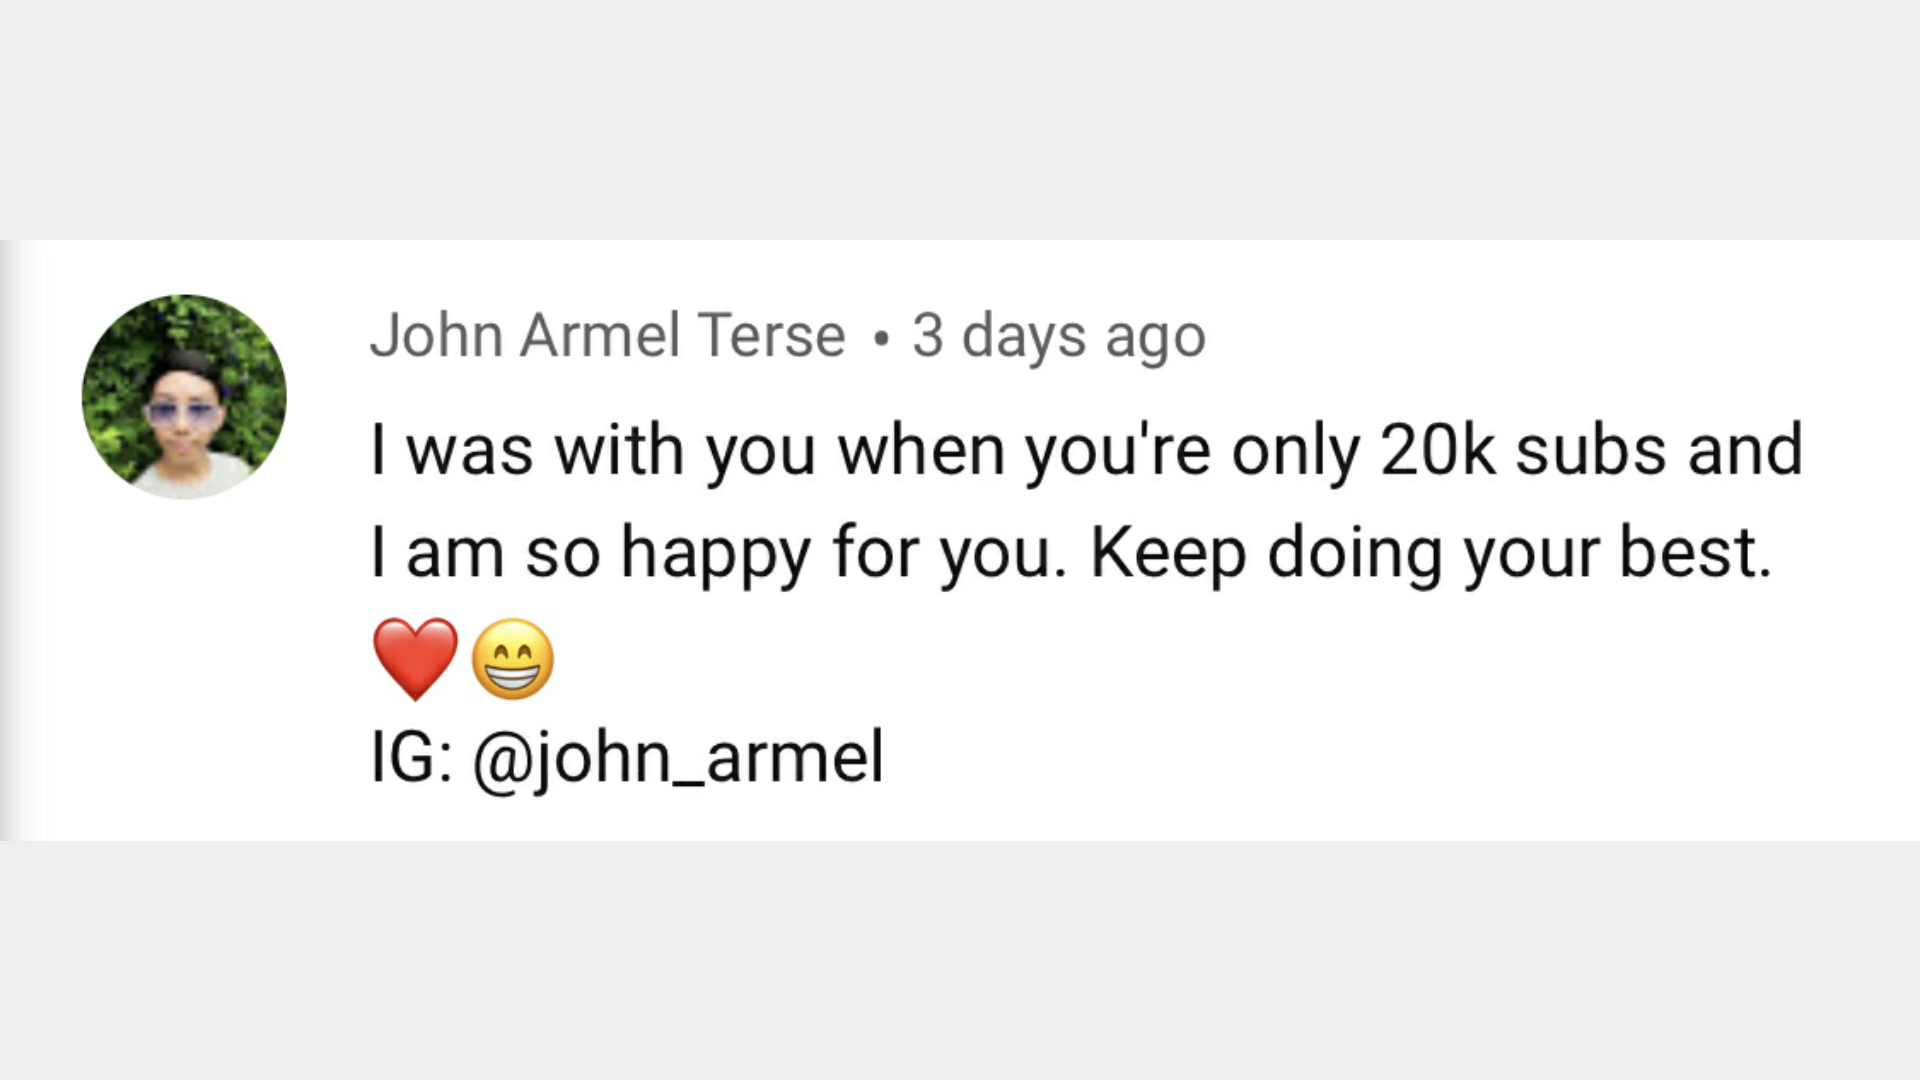 John Armel Terse • 3 days ago
I was with you when you're only 20k subs and
I am so happy for you. Keep doing your best.
❤️😁
IG: @john_armel